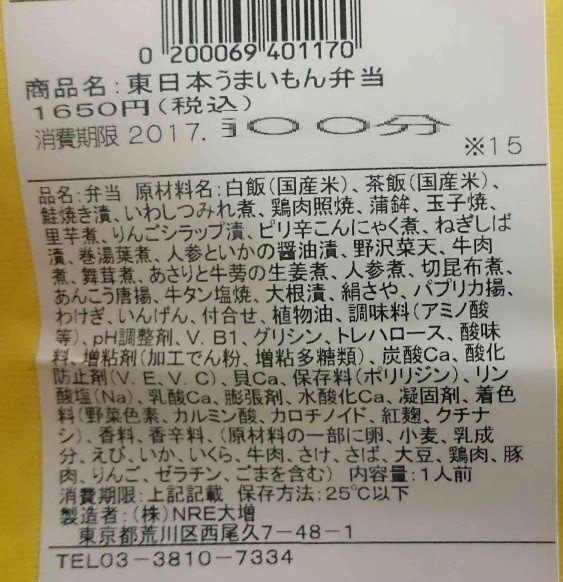 0 200069 401170
商品名:東日本うまいもん弁当
1650円(税込)
消費期限 2017. 00分
※15
品名:弁当 原材料名:白飯(国産米)、茶飯(国産米)、
鮭焼き漬、いわしつみれ煮、鶏肉照焼、蒲鉾、玉子焼、
里芋煮、りんごシラップ漬、ピリ辛こんにゃく煮、ねぎしば
漬、巻湯葉煮、人参といかの醤油漬、野沢菜天、牛肉
煮、舞茸煮、あさりと牛蒡の生姜煮、人参煮、切昆布煮、
あんこう唐揚、牛タン塩焼、大根漬、絹さや、パプリカ揚、
わけぎ、いんげん、付合せ、植物油、調味料(アミノ酸
等)、pH調整剤、V.B1、グリシン、トレハロース、酸味
料、増粘剤(加工でん粉、増粘多糖類)、炭酸Ca、酸化
防止剤(V.E、V.C)、貝Ca、保存料(ポリリジン)、リン
酸塩(Na)、乳酸Ca、膨張剤、水酸化Ca、凝固剤、着色
料(野菜色素、カルミン酸、カロチノイド、紅麹、クチナ
シ)、香料、香辛料、(原材料の一部に卵、小麦、乳成
分、えび、いか、いくら、牛肉、さけ、さば、大豆、鶏肉、豚
肉、りんご、ゼラチン、ごまを含む) 内容量:1人前
消費期限:上記記載 保存方法:25℃以下
製造者:(株)NRE大増
東京都荒川区西尾久7-48-1
TEL03-3810-7334